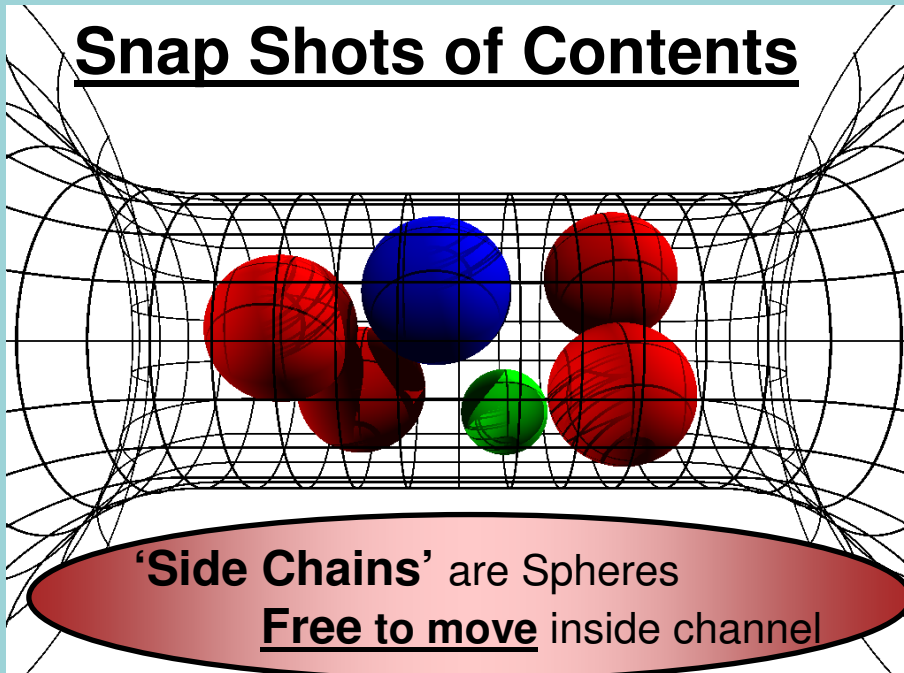 Snap Shots of Contents
‘Side Chains’ are Spheres
Free to move inside channel